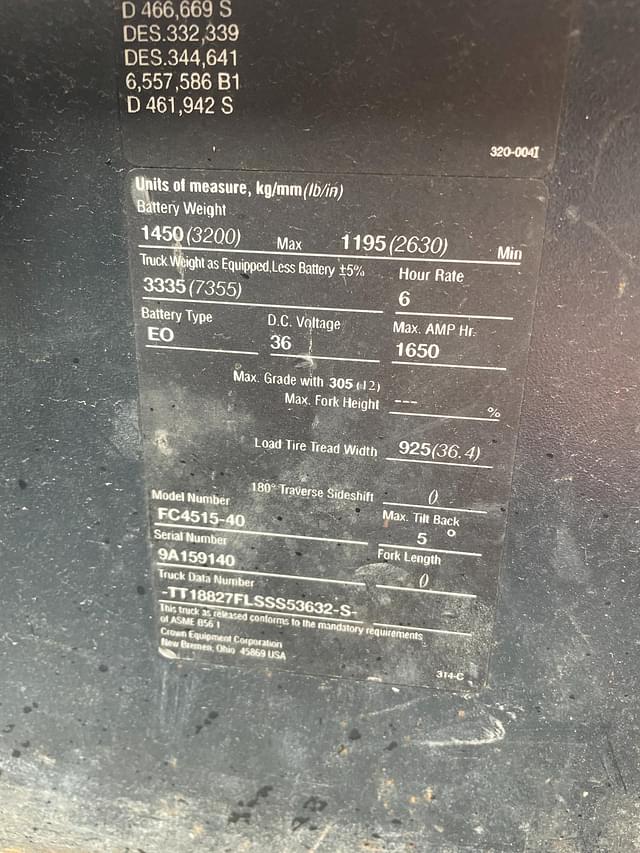 D 466,669 S
DES.332,339
DES.344,641
6,557,586 B1
D 461,942 S
320-004I
Units of measure, kg/mm(lb/in)
Battery Weight
1450(3200) Max 1195(2630) Min
Truck Weight as Equipped,Less Battery ±5% Hour Rate
3335(7355) 6
Battery Type D.C. Voltage Max. AMP Hr.
EO 36 1650
Max. Grade with 305 (12)
Max. Fork Height --- %
Load Tire Tread Width 925(36.4)
180° Traverse Sideshift ()
Model Number Max. Tilt Back
FC4515-40 5 °
Serial Number Fork Length
9A159140 ()
Truck Data Number
-TT18827FLSSS53632-S-
This truck as released conforms to the mandatory requirements
of ASME B56 1
Crown Equipment Corporation
New Bremen, Ohio 45869 USA
314-C